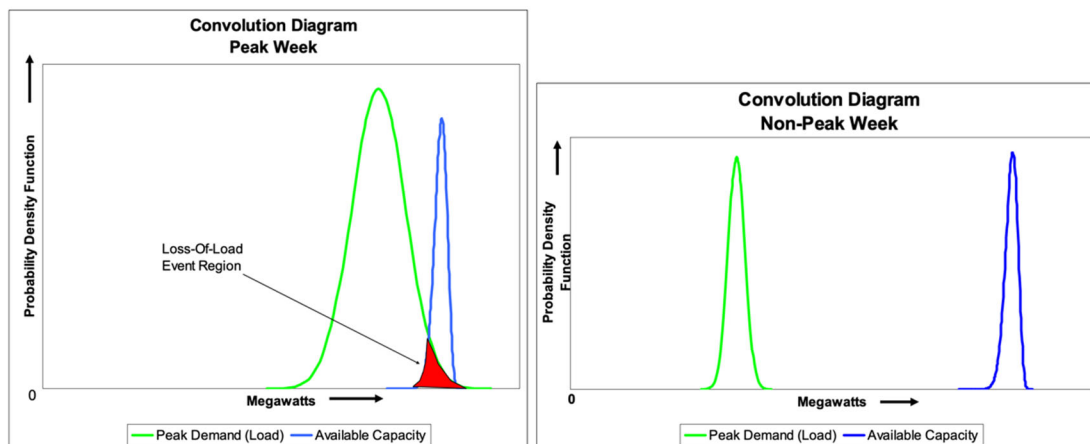 Convolution Diagram
Peak Week
Probability Density Function
Loss-Of-Load
Event Region
0
Megawatts
Peak Demand (Load)
Available Capacity
Convolution Diagram
Non-Peak Week
Probability Density
Function
0
Megawatts
Peak Demand (Load)
Available Capacity